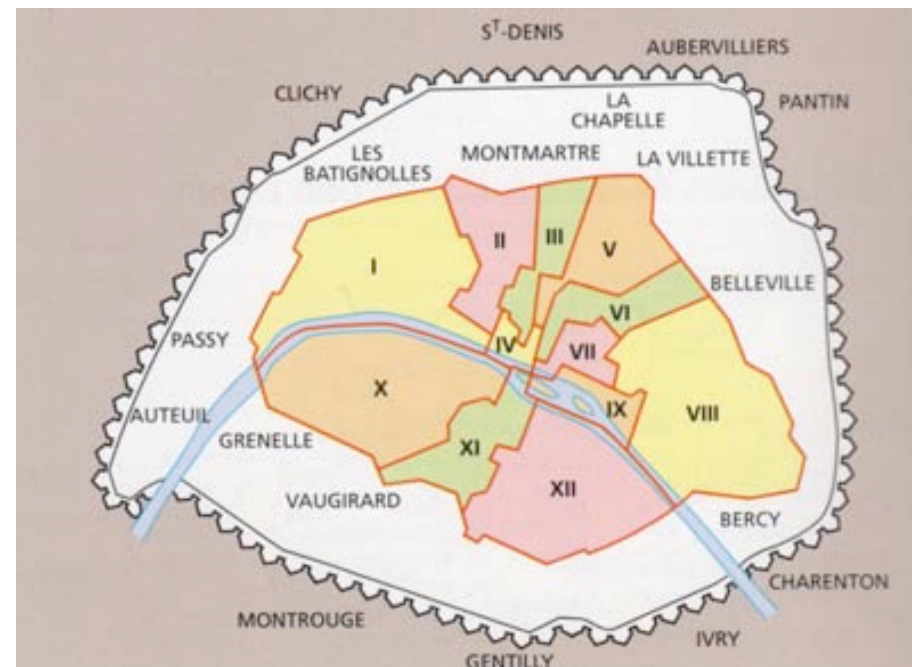 S^T-DENIS
AUBERVILLIERS
CLICHY
PANTIN
LA
CHAPELLE
LES
BATIGNOLLES
MONTMARTRE
LA VILLETTE
I
II
III
V
BELLEVILLE
VI
PASSY
IV
VII
X
IX
VIII
AUTEUIL
GRENELLE
XI
XII
VAUGIRARD
BERCY
CHARENTON
MONTROUGE
IVRY
GENTILLY